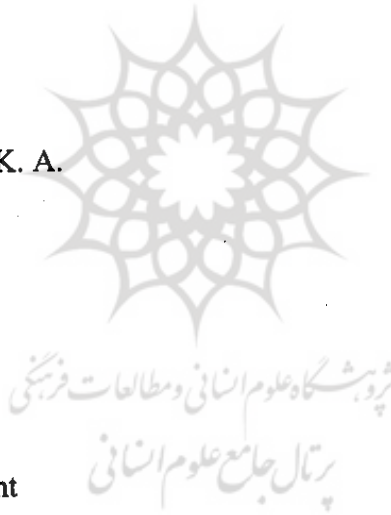 K. A.
پژوهشگاه علوم انسانی و مطالعات فرهنگی
پرتال جامع علوم انسانی
nt